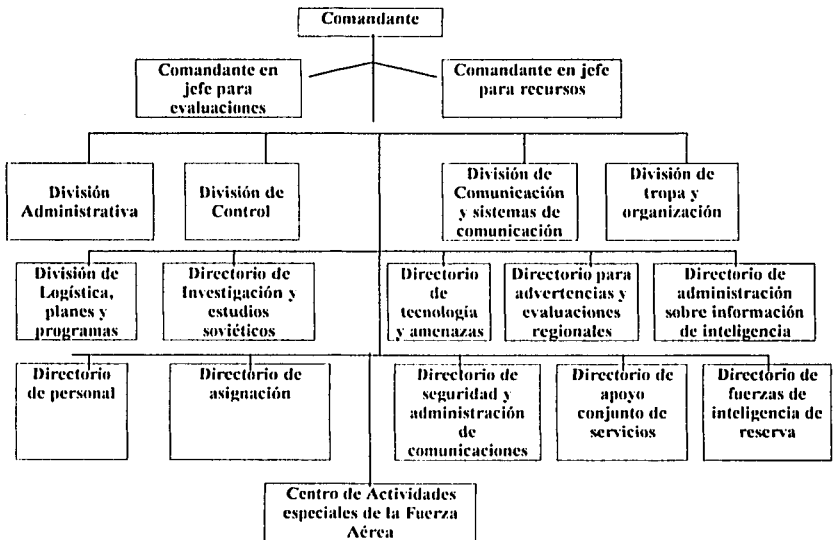 Comandante
Comandante en
jefe para
evaluaciones
Comandante en jefe
para recursos
División
Administrativa
División de
Control
División de
Comunicación
y sistemas de
comunicación
División de
tropa y
organización
División de
Logística,
planes y
programas
Directorio de
Investigación y
estudios
soviéticos
Directorio
de
tecnología
y amenazas
Directorio para
advertencias y
evaluaciones
regionales
Directorio de
administración
sobre información
de inteligencia
Directorio
de personal
Directorio de
asignación
Directorio de
seguridad y
administración
de
comunicaciones
Directorio de
apoyo
conjunto de
servicios
Directorio de
fuerzas de
inteligencia de
reserva
Centro de Actividades
especiales de la Fuerza
Aérea